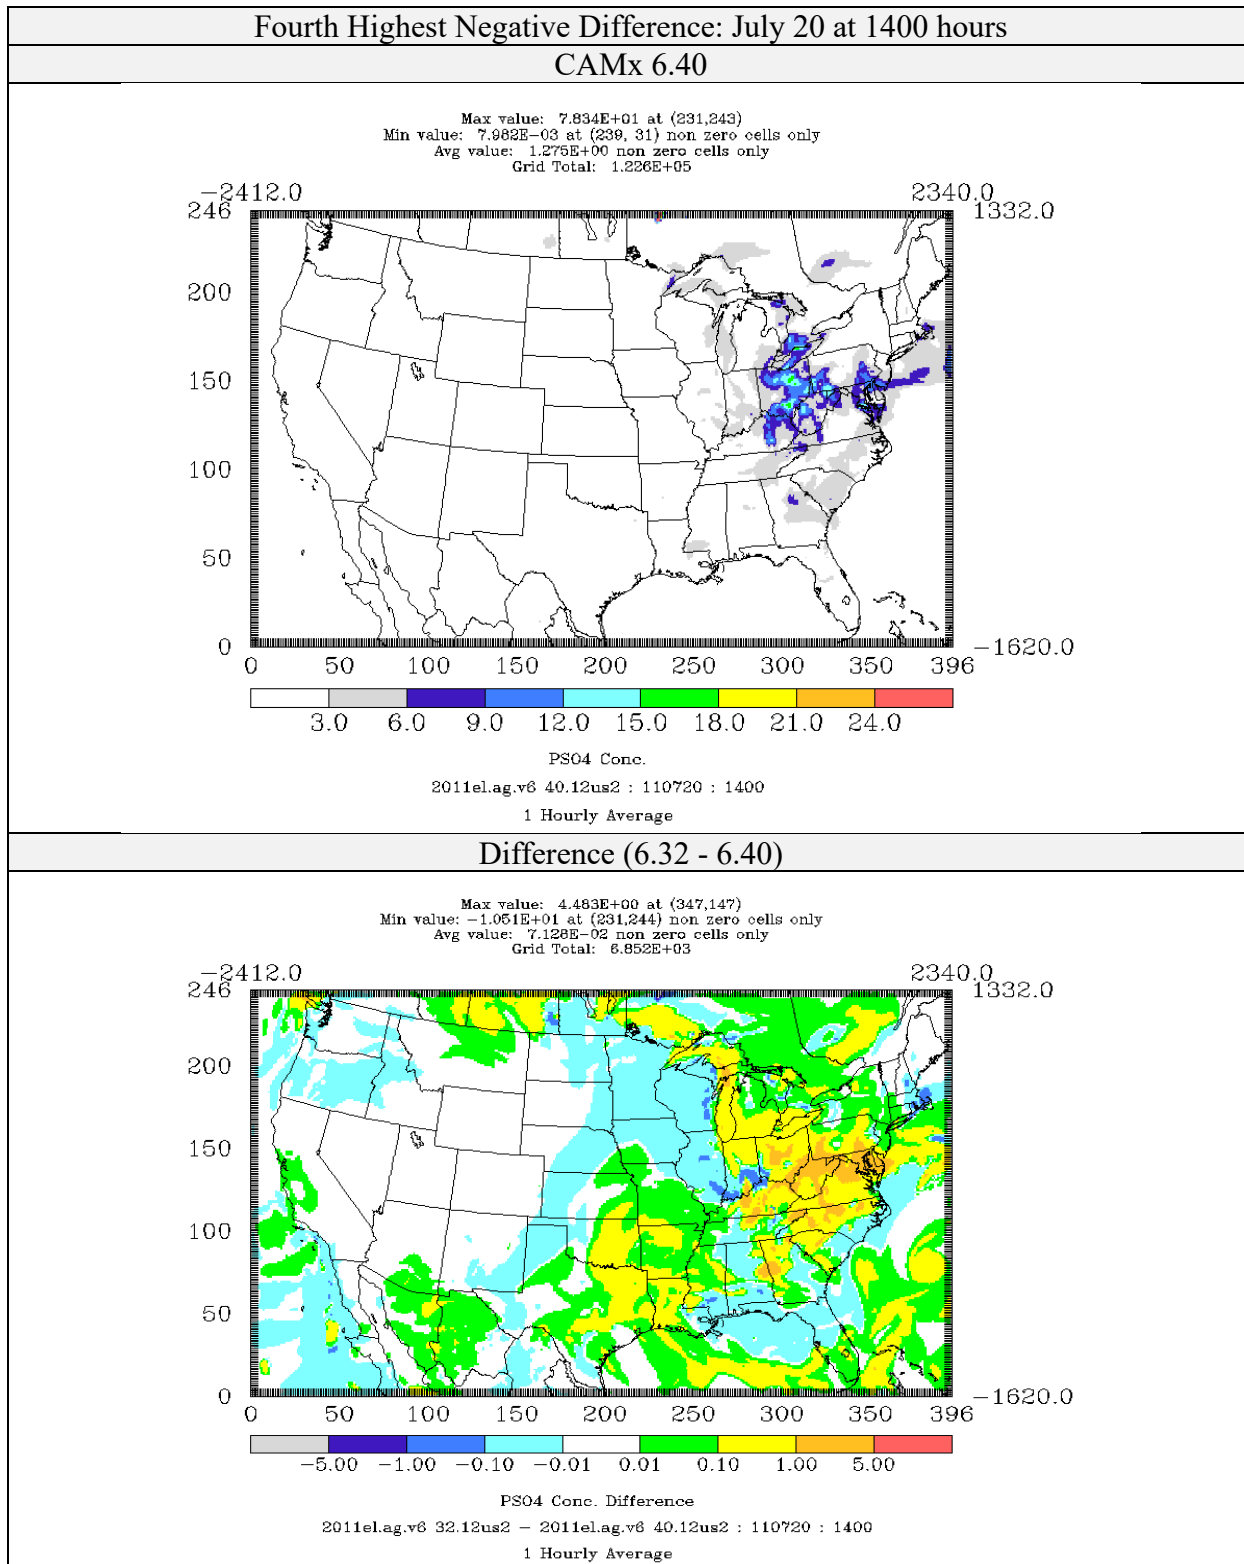 Fourth Highest Negative Difference: July 20 at 1400 hours
CAMx 6.40
Max value: 7.834E+01 at (231,243)
Min value: 7.982E-03 at (239, 31) non zero cells only
Avg value: 1.275E+00 non zero cells only
Grid Total: 1.226E+05
-2412.0 2340.0
246 1332.0
200
150
100
50
0 -1620.0
0 50 100 150 200 250 300 350 396
3.0 6.0 9.0 12.0 15.0 18.0 21.0 24.0
PSO4 Conc.
2011el.ag.v6 40.12us2 : 110720 : 1400
1 Hourly Average
Difference (6.32 - 6.40)
Max value: 4.483E+00 at (347,147)
Min value: -1.051E+01 at (231,244) non zero cells only
Avg value: 7.128E-02 non zero cells only
Grid Total: 6.852E+03
-2412.0 2340.0
246 1332.0
200
150
100
50
0 -1620.0
0 50 100 150 200 250 300 350 396
-5.00 -1.00 -0.10 -0.01 0.01 0.10 1.00 5.00
PSO4 Conc. Difference
2011el.ag.v6 32.12us2 - 2011el.ag.v6 40.12us2 : 110720 : 1400
1 Hourly Average